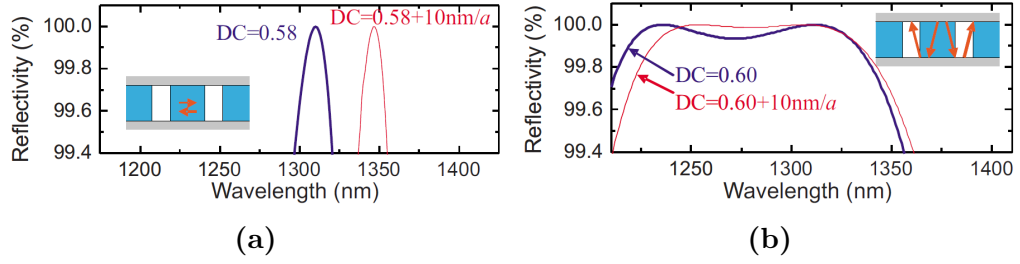 Reflectivity (%)
100.0
99.8
99.6
99.4
DC=0.58
DC=0.58+10nm/a
1200
1250
1300
1350
1400
Wavelength (nm)
(a)
Reflectivity (%)
100.0
99.8
99.6
99.4
DC=0.60
DC=0.60+10nm/a
1250
1300
1350
1400
Wavelength (nm)
(b)